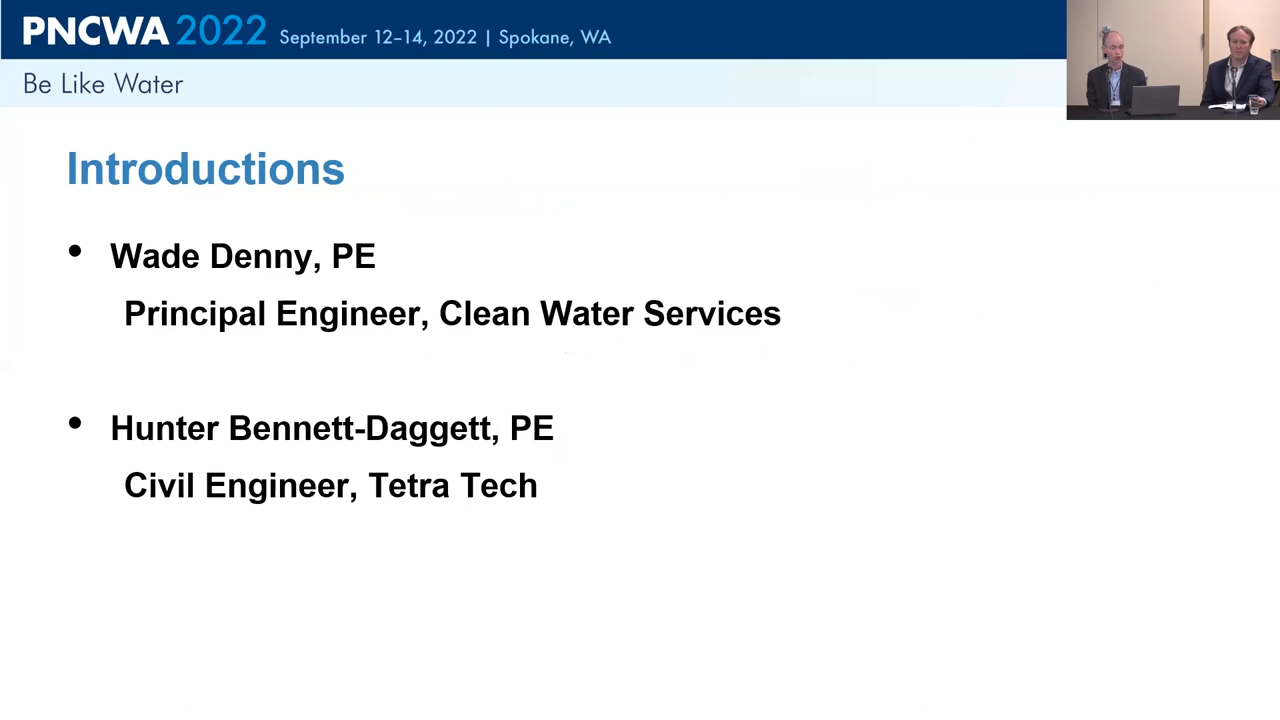 PNCWA 2022 September 12–14, 2022 | Spokane, WA
Be Like Water
Introductions
• Wade Denny, PE
Principal Engineer, Clean Water Services
• Hunter Bennett-Daggett, PE
Civil Engineer, Tetra Tech